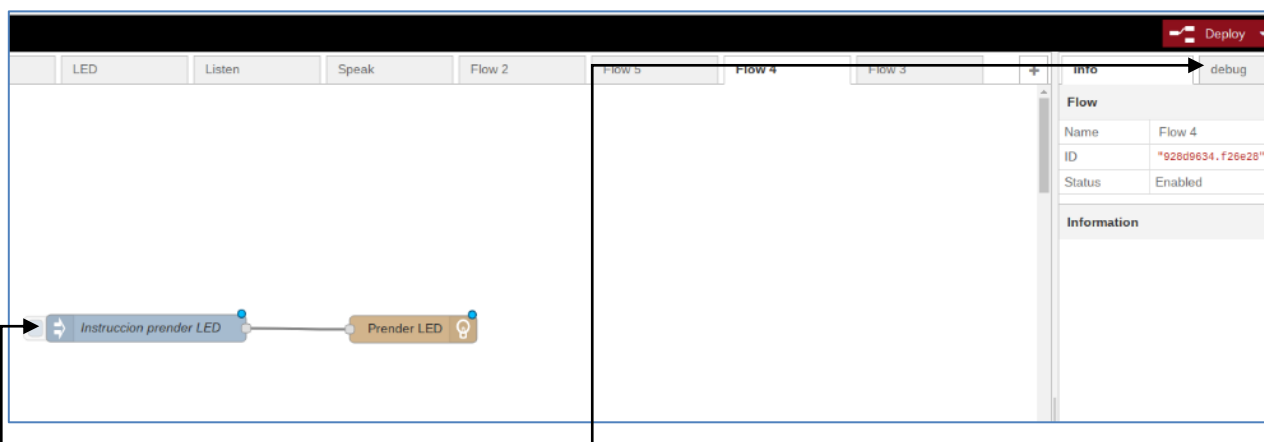 Deploy
LED Listen Speak Flow 2 Flow 5 Flow 4 Flow 3 + Info debug
Flow
Name Flow 4
ID "928d9634.f26e28"
Status Enabled
Information
Instruccion prender LED Prender LED